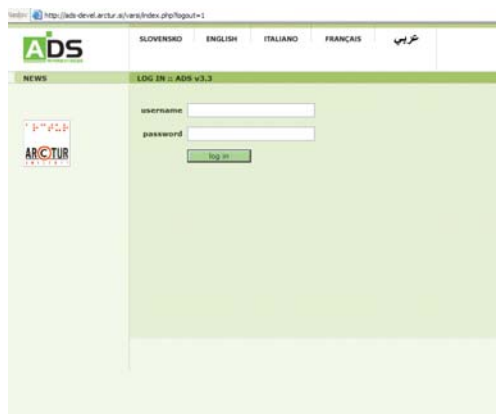 http://ads-devel.arctur.si/varsi/index.php?logout=1
ADS
SLOVENSKO ENGLISH ITALIANO FRANÇAIS عربي
NEWS
LOG IN :: ADS v3.3
username
password
log in
ARCTUR